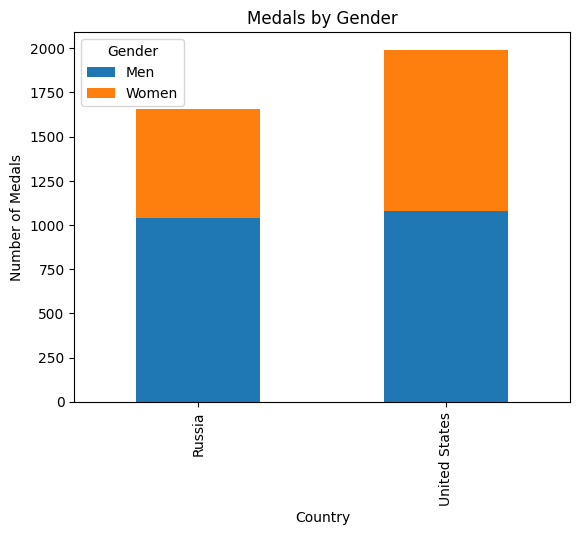 Medals by Gender
Gender
Men
Women
Number of Medals
2000
1750
1500
1250
1000
750
500
250
0
Russia
United States
Country